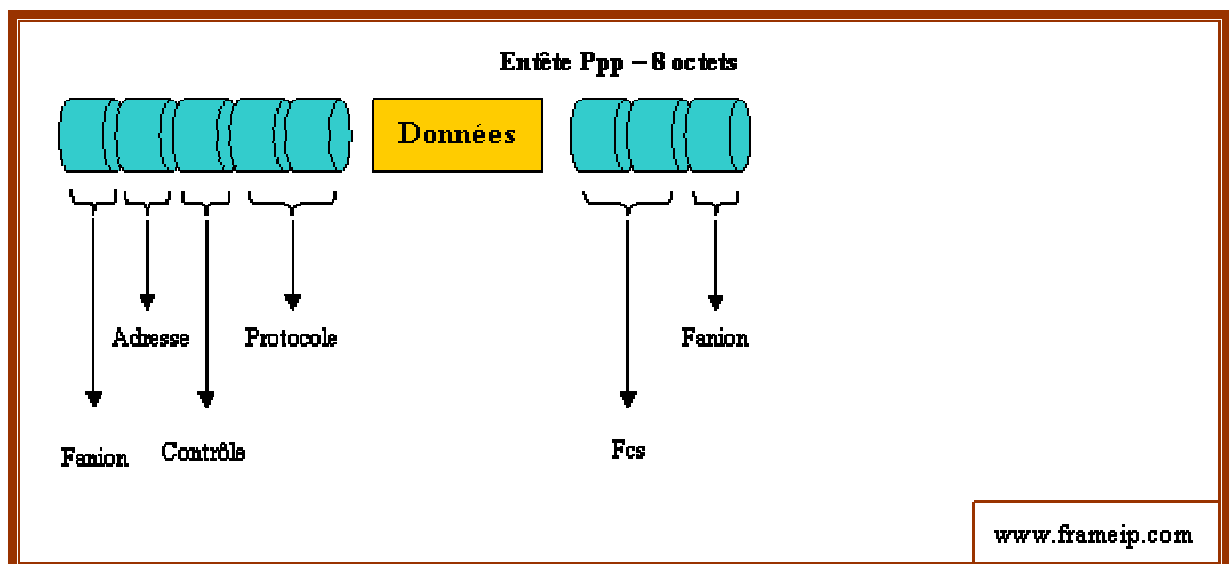 Entête Ppp – 8 octets
Données
Adresse
Protocole
Fanion
Fanion
Contrôle
Fcs
www.frameip.com